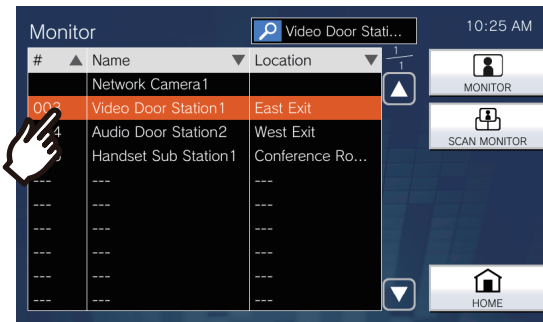 Monitor
Video Door Stati...
10:25 AM
# Name Location
1
1
Network Camera1
003 Video Door Station1 East Exit
4 Audio Door Station2 West Exit
Handset Sub Station1 Conference Ro...
--- --- ---
--- --- ---
--- --- ---
--- --- ---
--- --- ---
--- --- ---
MONITOR
SCAN MONITOR
HOME